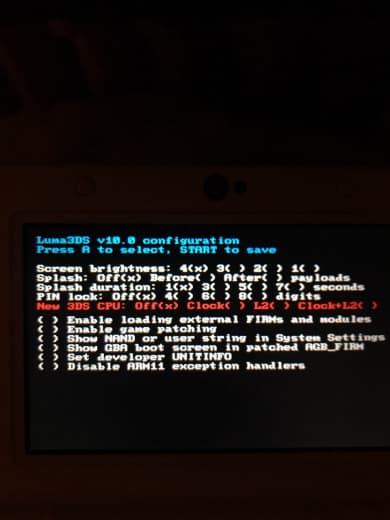 Luma3DS v10.0 configuration
Press A to select, START to save
Screen brightness: 4(x) 3( ) 2( ) 1( )
Splash: Off(x) Before( ) After( ) payloads
Splash duration: 1(x) 3( ) 5( ) 7( ) seconds
PIN lock: Off(x) 4( ) 6( ) 8( ) digits
New 3DS CPU: Off(x) Clock( ) L2( ) Clock+L2( )
( ) Enable loading external FIRMs and modules
( ) Enable game patching
( ) Show NAND or user string in System Settings
( ) Show GBA boot screen in patched AGB_FIRM
( ) Set developer UNITINFO
( ) Disable ARM11 exception handlers